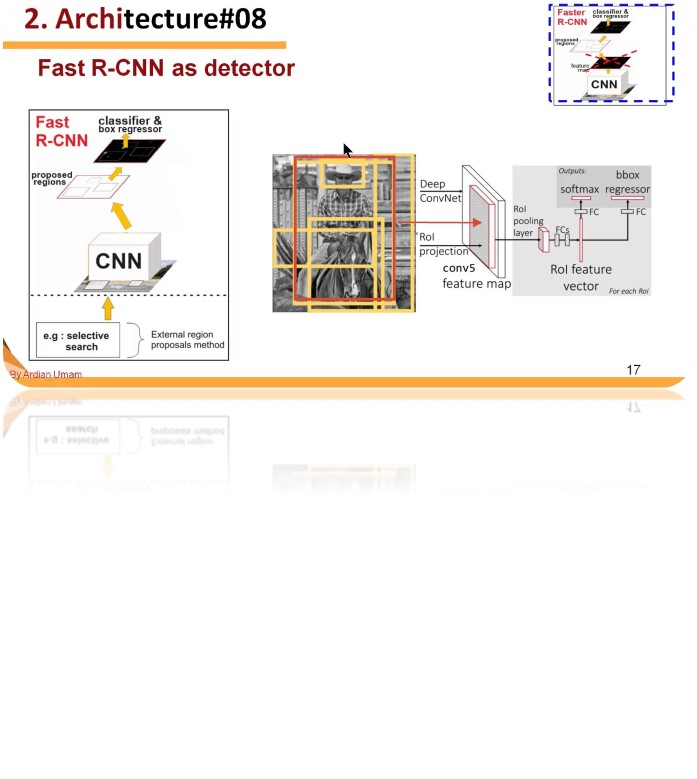 2. Architecture#08
Faster
R-CNN
classifier &
box regressor
proposed
regions
feature
map
CNN
Fast R-CNN as detector
Fast
R-CNN
classifier &
box regressor
proposed
regions
CNN
e.g : selective
search
External region
proposals method
Deep
ConvNet
RoI
projection
conv5
feature map
RoI
pooling
layer
FCs
Outputs:
softmax
bbox
regressor
FC
FC
RoI feature
vector
For each RoI
By Ardian Umam
17